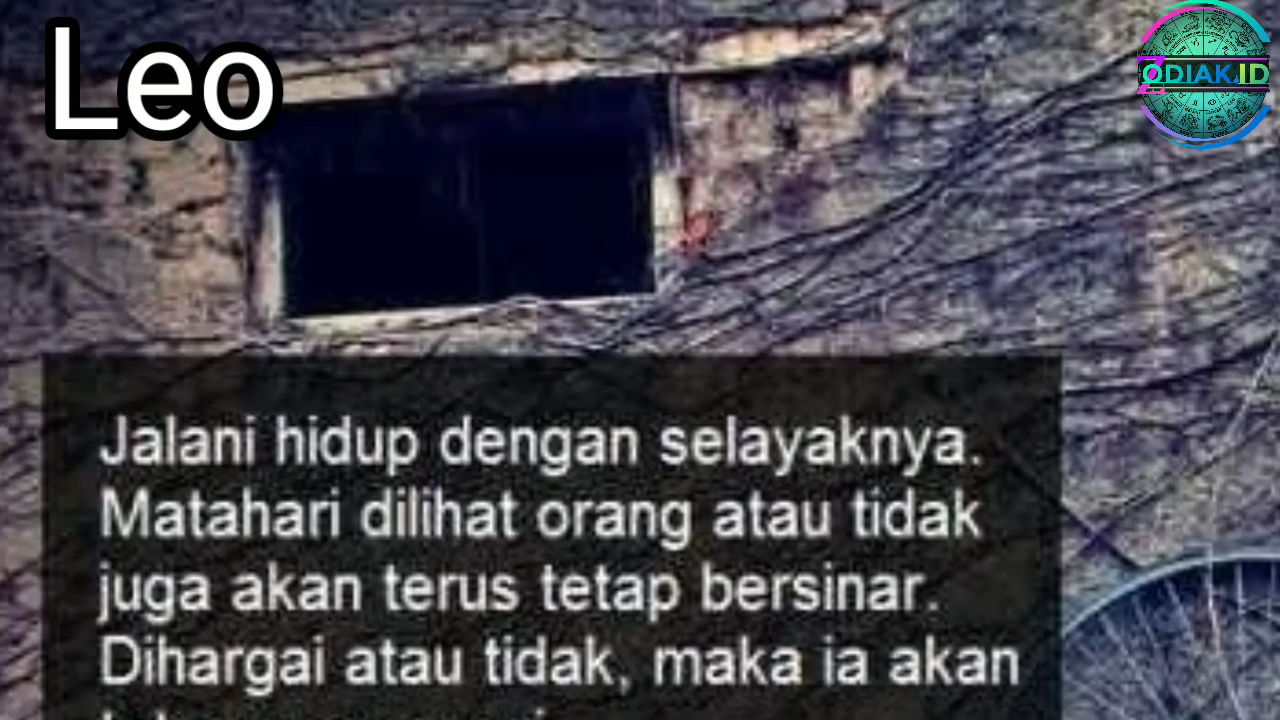 Leo
ZODIAK.ID
Jalani hidup dengan selayaknya.
Matahari dilihat orang atau tidak
juga akan terus tetap bersinar.
Dihargai atau tidak, maka ia akan